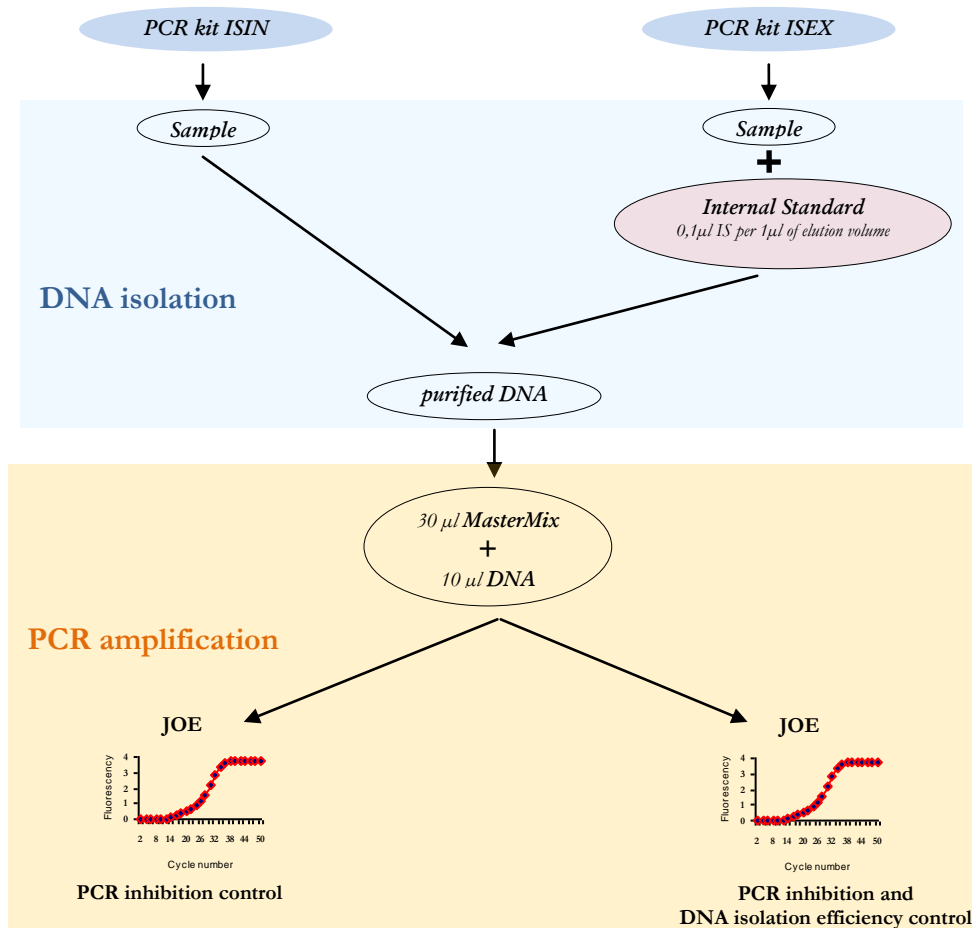 PCR kit ISIN
PCR kit ISEX
Sample
Sample
+
Internal Standard
0,1µl IS per 1µl of elution volume
DNA isolation
purified DNA
30 µl MasterMix
+
10 µl DNA
PCR amplification
JOE
Fluorescency
4
3
2
1
0
2 8 14 20 26 32 38 44 50
Cycle number
PCR inhibition control
JOE
Fluorescency
4
3
2
1
0
2 8 14 20 26 32 38 44 50
Cycle number
PCR inhibition and
DNA isolation efficiency control